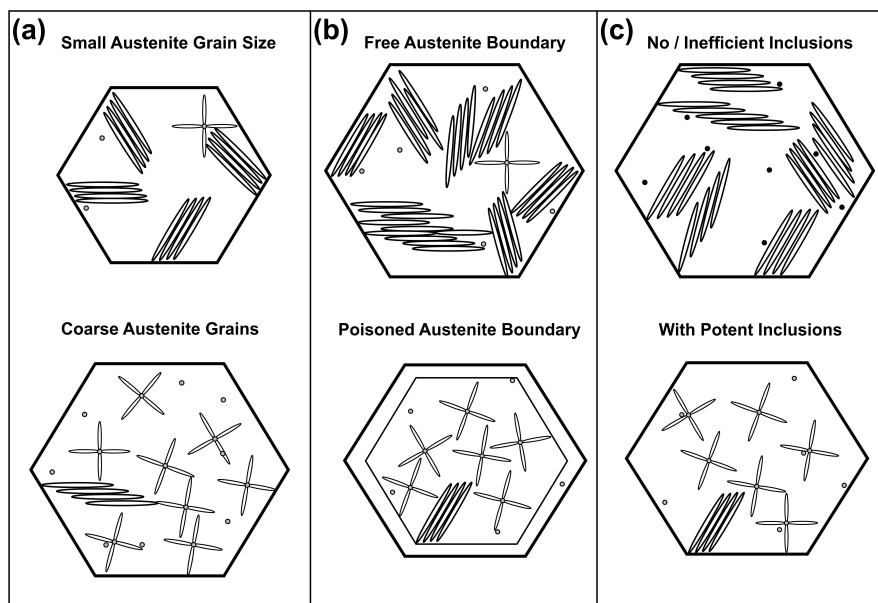 (a)
Small Austenite Grain Size
Coarse Austenite Grains
(b)
Free Austenite Boundary
Poisoned Austenite Boundary
(c)
No / Inefficient Inclusions
With Potent Inclusions